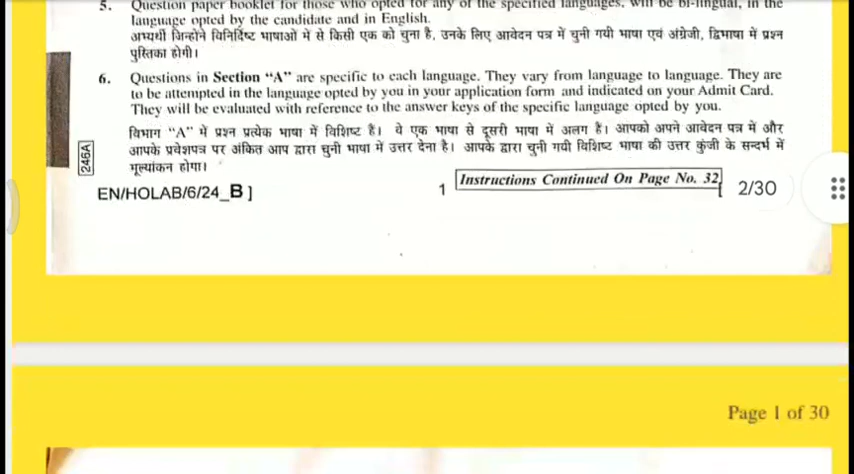 5. Question paper booklet for those who opted for any of the specified languages, will be bi-lingual, in the
language opted by the candidate and in English.
अभ्यर्थी जिन्होंने विनिर्दिष्ट भाषाओं में से किसी एक को चुना है, उनके लिए आवेदन पत्र में चुनी गयी भाषा एवं अंग्रेजी, द्विभाषा में प्रश्न
पुस्तिका होगी।
6. Questions in Section “A” are specific to each language. They vary from language to language. They are
to be attempted in the language opted by you in your application form and indicated on your Admit Card.
They will be evaluated with reference to the answer keys of the specific language opted by you.
विभाग “A” में प्रश्न प्रत्येक भाषा में विशिष्ट हैं। ये एक भाषा से दूसरी भाषा में अलग हैं। आपको अपने आवेदन पत्र में और
आपके प्रवेशपत्र पर अंकित आप द्वारा चुनी भाषा में उत्तर देना है। आपके द्वारा चुनी गयी विशिष्ट भाषा की उत्तर कुंजी के सन्दर्भ में
मूल्यांकन होगा।
246A
EN/HOLAB/6/24_B ]
1
Instructions Continued On Page No. 32
[
2/30
Page 1 of 30